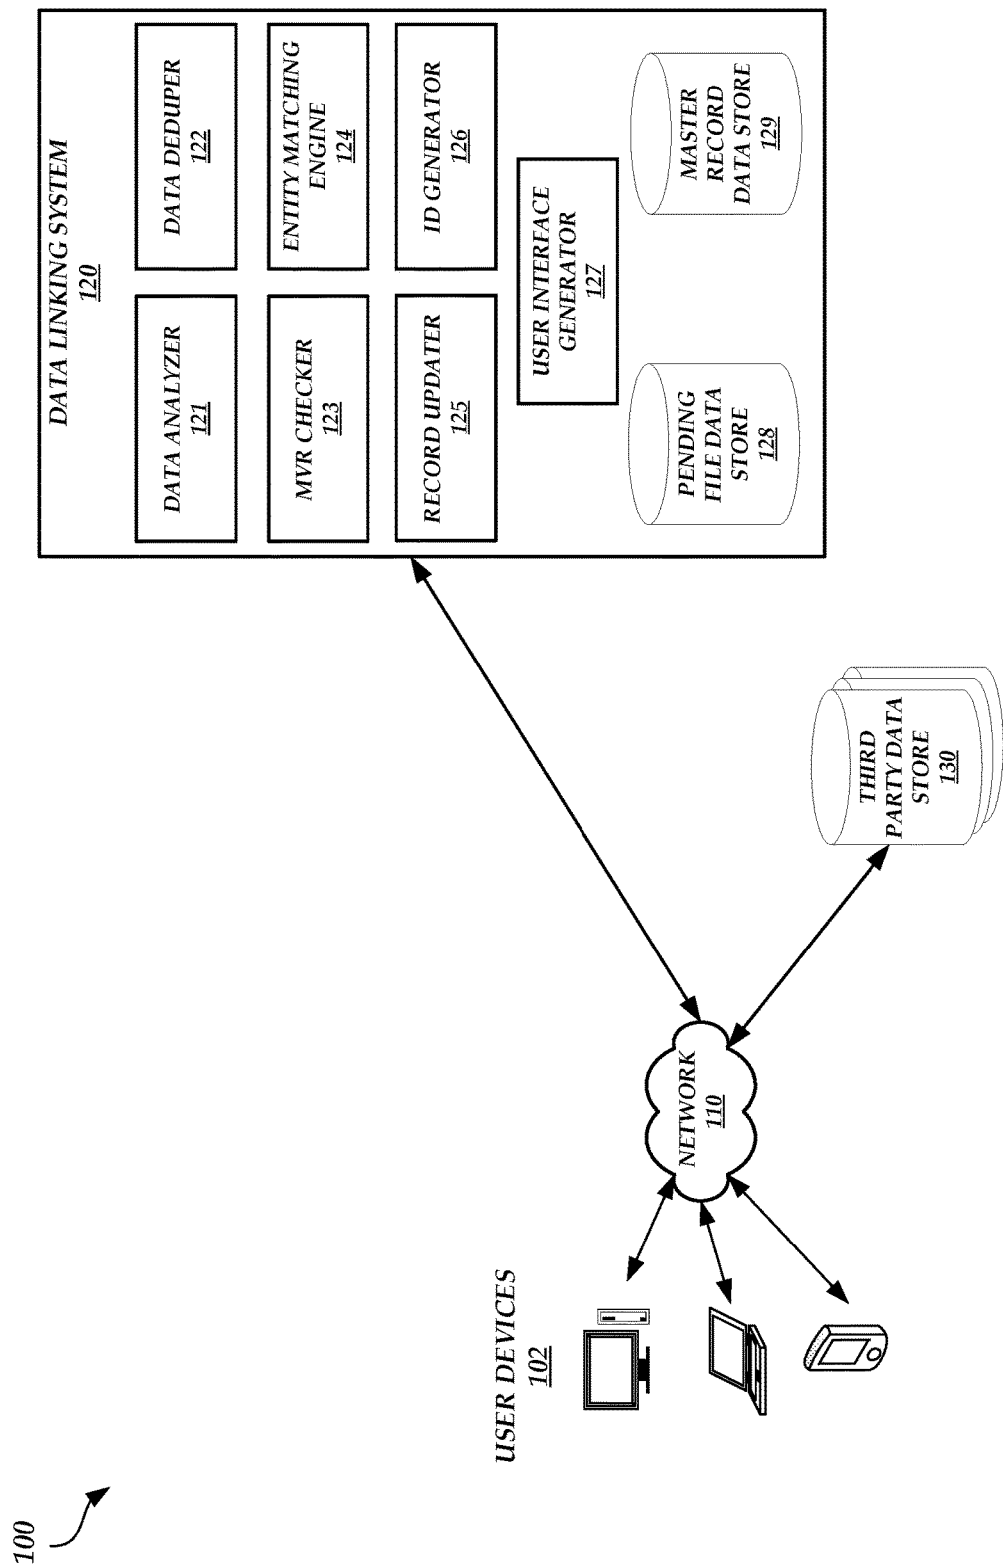 100
USER DEVICES
102
NETWORK
110
THIRD
PARTY DATA
STORE
130
DATA LINKING SYSTEM
120
DATA ANALYZER
121
DATA DEDUPER
122
MVR CHECKER
123
ENTITY MATCHING
ENGINE
124
RECORD UPDATER
125
ID GENERATOR
126
USER INTERFACE
GENERATOR
127
PENDING
FILE DATA
STORE
128
MASTER
RECORD
DATA STORE
129